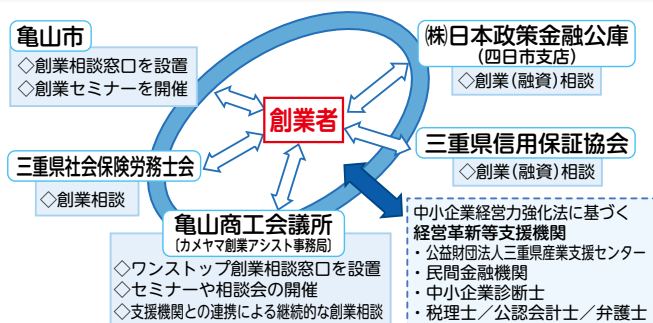 亀山市
◇創業相談窓口を設置
◇創業セミナーを開催
㈱日本政策金融公庫
(四日市支店)
◇創業(融資)相談
創業者
三重県社会保険労務士会
◇創業相談
三重県信用保証協会
◇創業(融資)相談
亀山商工会議所
〔カメヤマ創業アシスト事務局〕
◇ワンストップ創業相談窓口を設置
◇セミナーや相談会の開催
◇支援機関との連携による継続的な創業相談
中小企業経営力強化法に基づく
経営革新等支援機関
・公益財団法人三重県産業支援センター
・民間金融機関
・中小企業診断士
・税理士／公認会計士／弁護士